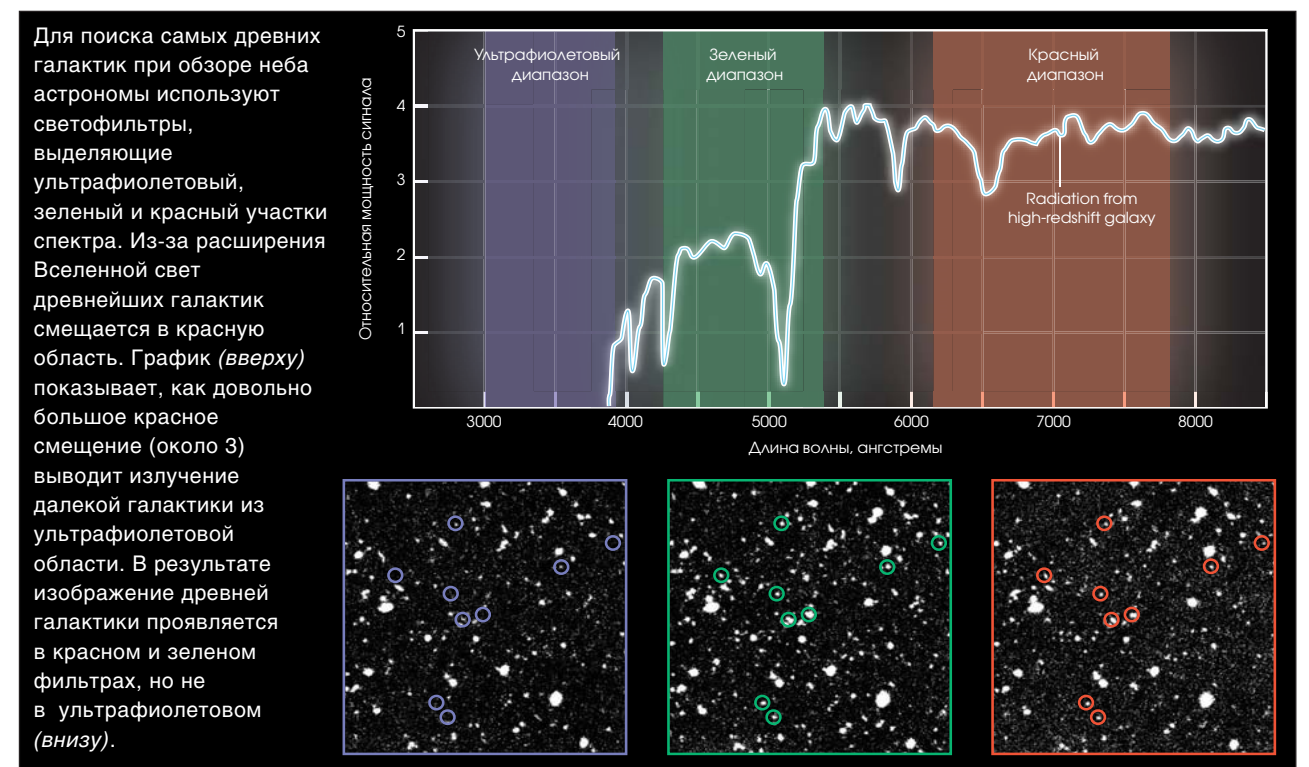 Для поиска самых древних
галактик при обзоре неба
астрономы используют
светофильтры,
выделяющие
ультрафиолетовый,
зеленый и красный участки
спектра. Из-за расширения
Вселенной свет
древнейших галактик
смещается в красную
область. График (вверху)
показывает, как довольно
большое красное
смещение (около 3)
выводит излучение
далекой галактики из
ультрафиолетовой
области. В результате
изображение древней
галактики проявляется
в красном и зеленом
фильтрах, но не
в ультрафиолетовом
(внизу).
Относительная мощность сигнала
5
4
3
2
1
Ультрафиолетовый
диапазон
Зеленый
диапазон
Красный
диапазон
Radiation from
high-redshift galaxy
3000 4000 5000 6000 7000 8000
Длина волны, ангстремы